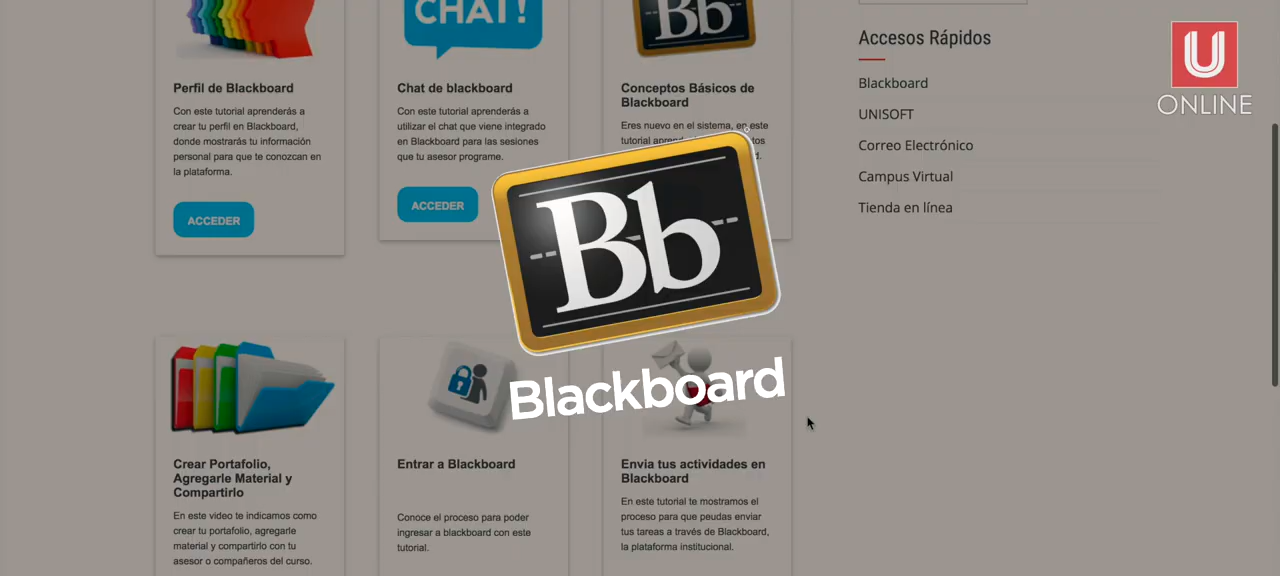 CHAT!
Bb
Perfil de Blackboard
Con este tutorial aprenderás a
crear tu perfil en Blackboard,
donde mostrarás tu información
personal para que te conozcan en
la plataforma.
ACCEDER
Chat de blackboard
Con este tutorial aprenderás a
utilizar el chat que viene integrado
en Blackboard para las sesiones
que tu asesor programe.
ACCEDER
Conceptos Básicos de
Blackboard
Eres nuevo en el sistema, en este
tutorial
Bb
Blackboard
Crear Portafolio,
Agregarle Material y
Compartirlo
En este video te indicamos como
crear tu portafolio, agregarle
material y compartirlo con tu
asesor o compañeros del curso.
Entrar a Blackboard
Conoce el proceso para poder
ingresar a blackboard con este
tutorial.
Envia tus actividades en
Blackboard
En este tutorial te mostramos el
proceso para que peudas enviar
tus tareas a través de Blackboard,
la plataforma institucional.
Accesos Rápidos
Blackboard
UNISOFT
Correo Electrónico
Campus Virtual
Tienda en línea
U
ONLINE